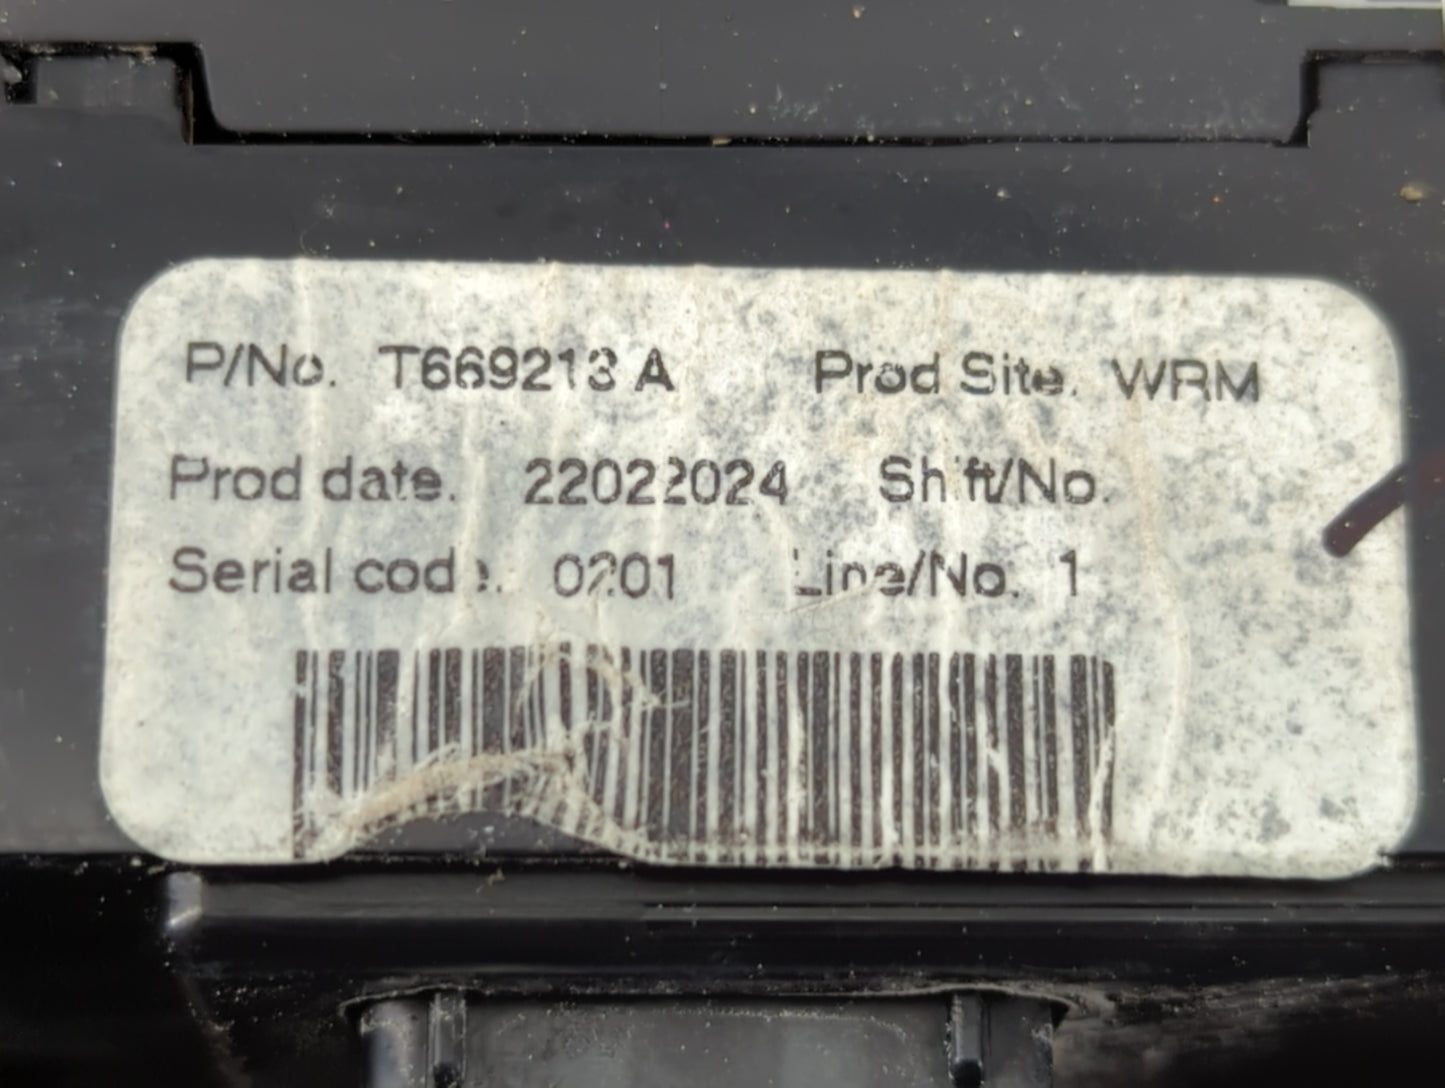 P/No. T669213 A Prod Site. WRM
Prod date. 22022024 Shift/No.
Serial code. 0201 Line/No. 1